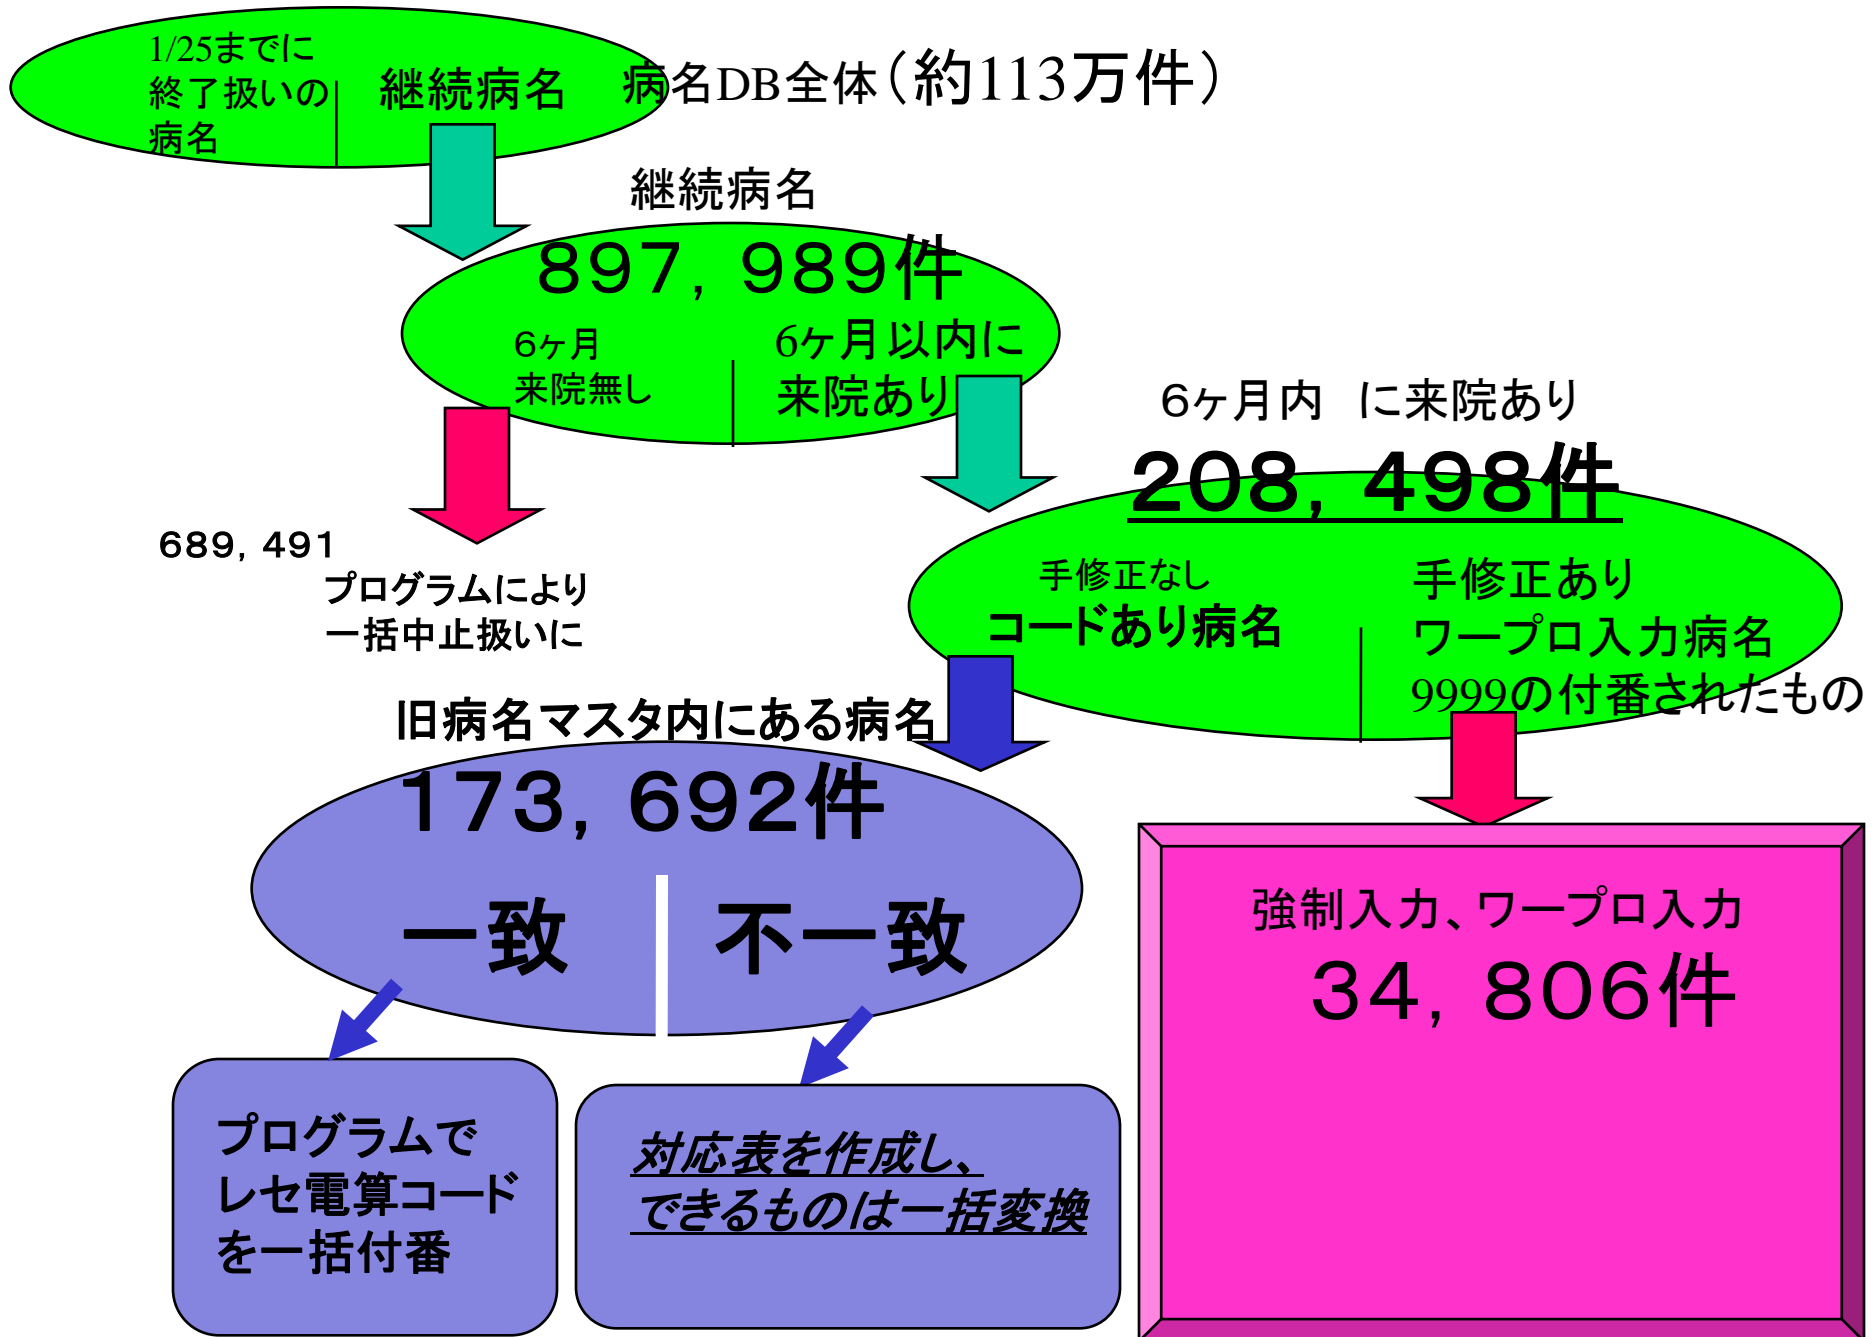 1/25までに
終了扱いの
病名
継続病名
病名DB全体（約113万件）
継続病名
８９７，９８９件
６ヶ月
来院無し
6ヶ月以内に
来院あり
６ヶ月内　に来院あり
２０８，４９８件
６８９，４９１
プログラムにより
一括中止扱いに
手修正なし
コードあり病名
手修正あり
ワープロ入力病名
9999の付番されたもの
旧病名マスタ内にある病名
１７３，６９２件
一致
不一致
強制入力、ワープロ入力
３４，８０６件
プログラムで
レセ電算コード
を一括付番
対応表を作成し、
できるものは一括変換